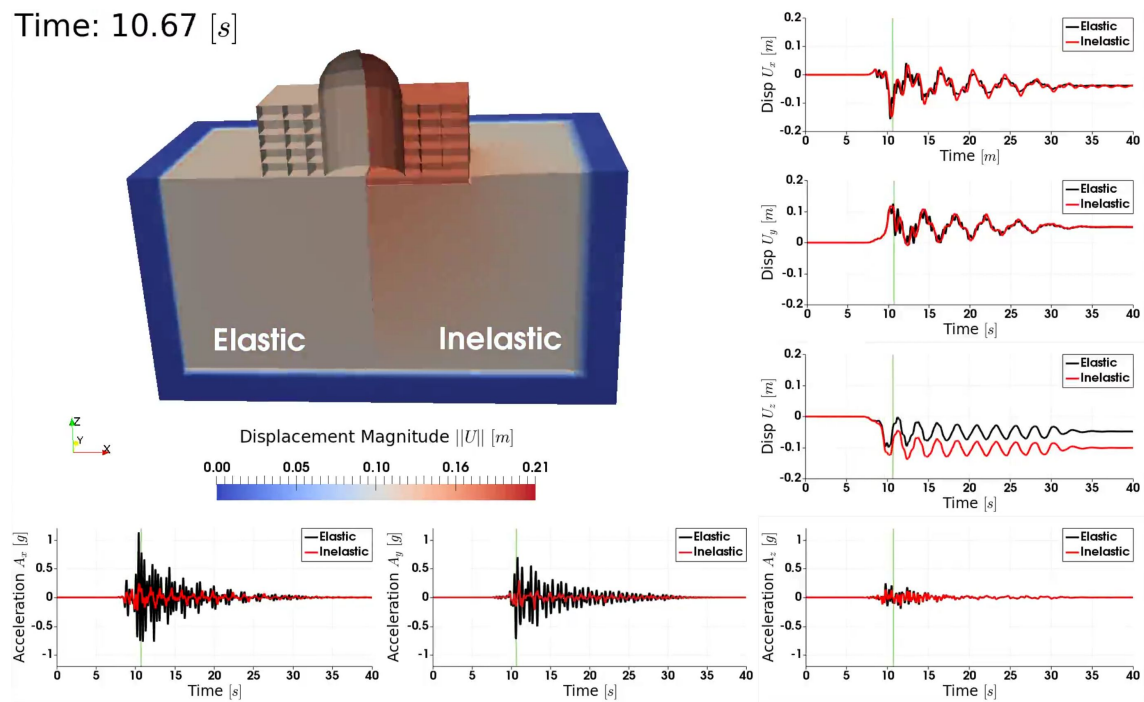 Time: 10.67 [s]
Elastic
Inelastic
Z
Y
X
Displacement Magnitude ||U|| [m]
0.00 0.05 0.10 0.16 0.21
Disp U_x [m]
0.2
0.1
0
-0.1
-0.2
Elastic
Inelastic
0 5 10 15 20 25 30 35 40
Time [m]
Disp U_y [m]
0.2
0.1
0
-0.1
-0.2
Elastic
Inelastic
0 5 10 15 20 25 30 35 40
Time [s]
Disp U_z [m]
0.2
0.1
0
-0.1
-0.2
Elastic
Inelastic
0 5 10 15 20 25 30 35 40
Time [s]
Acceleration A_x [g]
1
0.5
0
-0.5
-1
Elastic
Inelastic
0 5 10 15 20 25 30 35 40
Time [s]
Acceleration A_y [g]
1
0.5
0
-0.5
-1
Elastic
Inelastic
0 5 10 15 20 25 30 35 40
Time [s]
Acceleration A_z [g]
1
0.5
0
-0.5
-1
Elastic
Inelastic
0 5 10 15 20 25 30 35 40
Time [s]